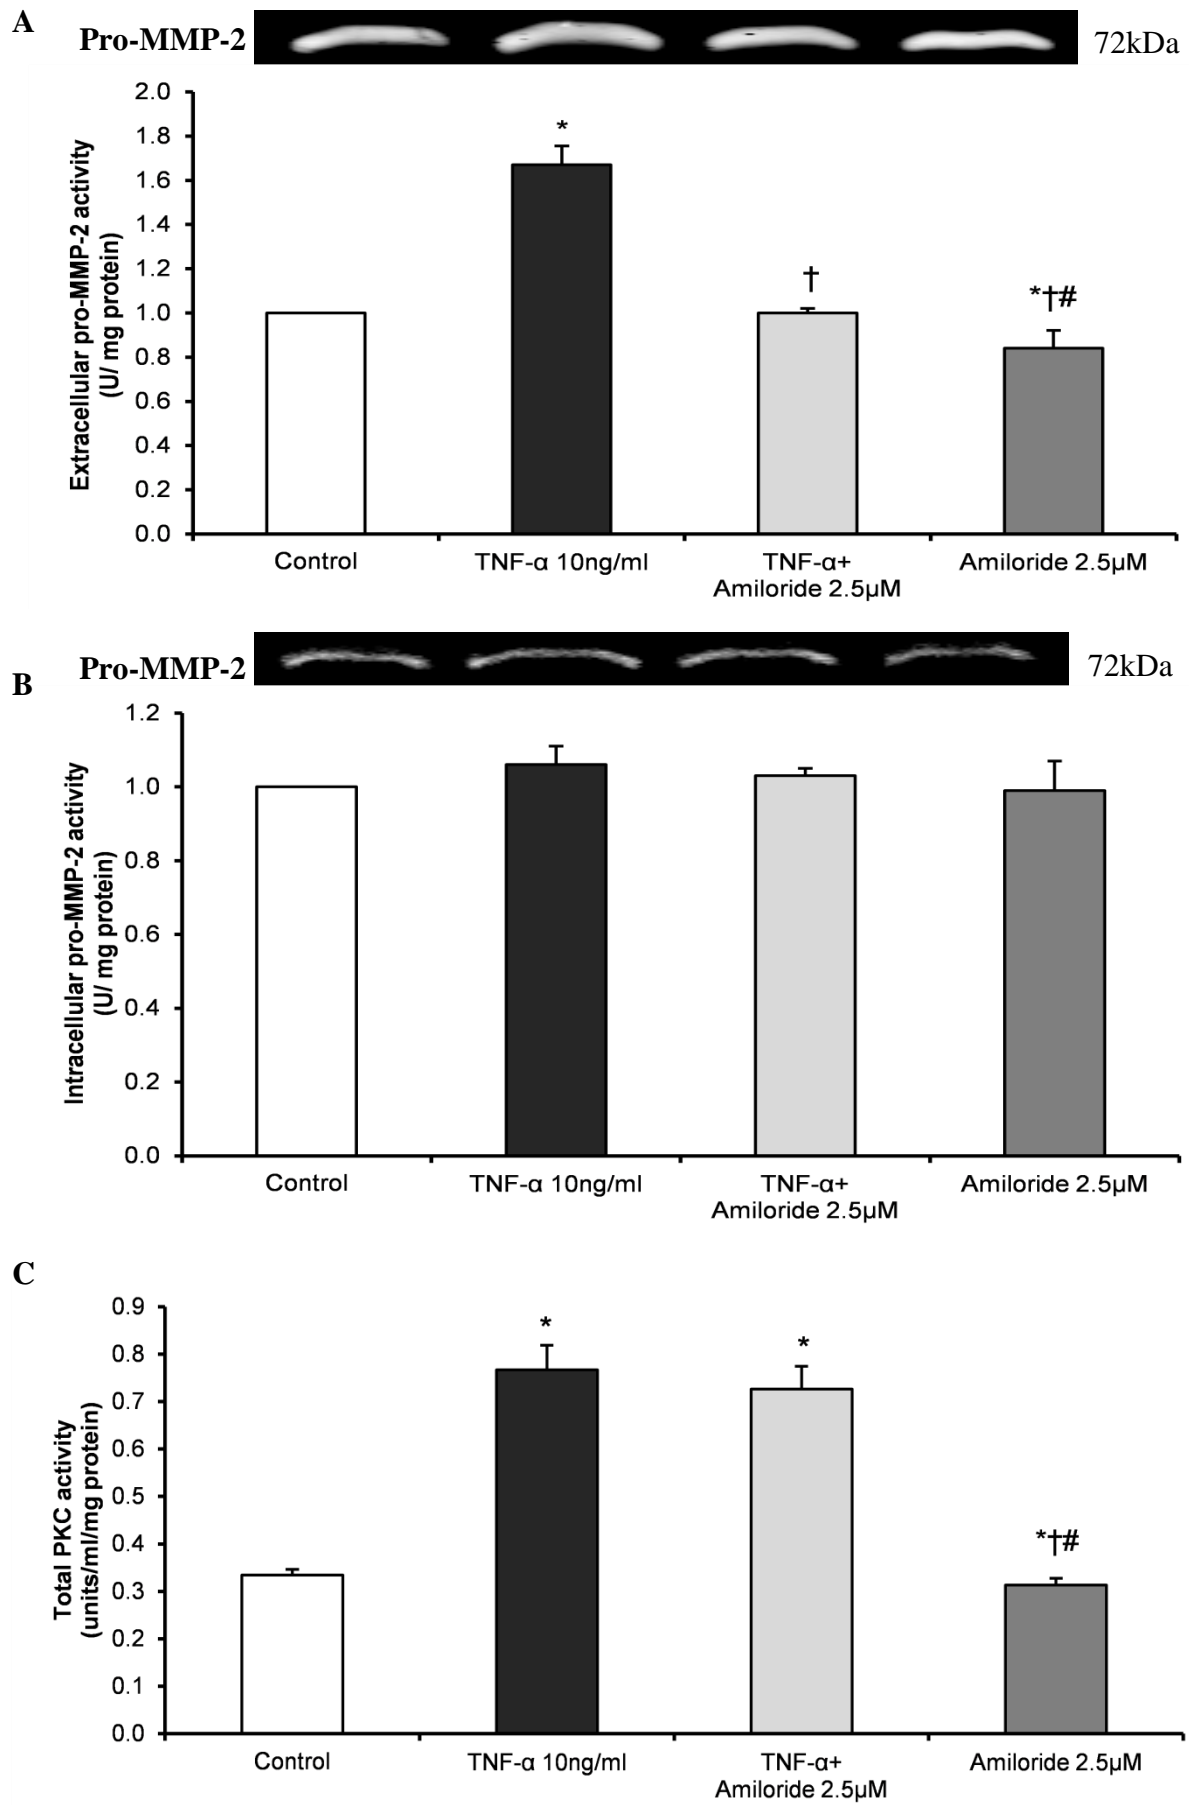 A
Pro-MMP-2
72kDa
Extracellular pro-MMP-2 activity
(U/ mg protein)
2.0
1.8
1.6
1.4
1.2
1.0
0.8
0.6
0.4
0.2
0.0
*
†
*†#
Control
TNF-α 10ng/ml
TNF-α+
Amiloride 2.5µM
Amiloride 2.5µM
Pro-MMP-2
72kDa
B
Intracellular pro-MMP-2 activity
(U/ mg protein)
1.2
1.0
0.8
0.6
0.4
0.2
0.0
Control
TNF-α 10ng/ml
TNF-α+
Amiloride 2.5µM
Amiloride 2.5µM
C
Total PKC activity
(units/ml/mg protein)
0.9
0.8
0.7
0.6
0.5
0.4
0.3
0.2
0.1
0.0
*
*
*†#
Control
TNF-α 10ng/ml
TNF-α+
Amiloride 2.5µM
Amiloride 2.5µM